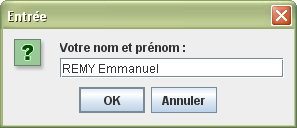 Entrée
?
Votre nom et prénom :
REMY Emmanuel
OK
Annuler